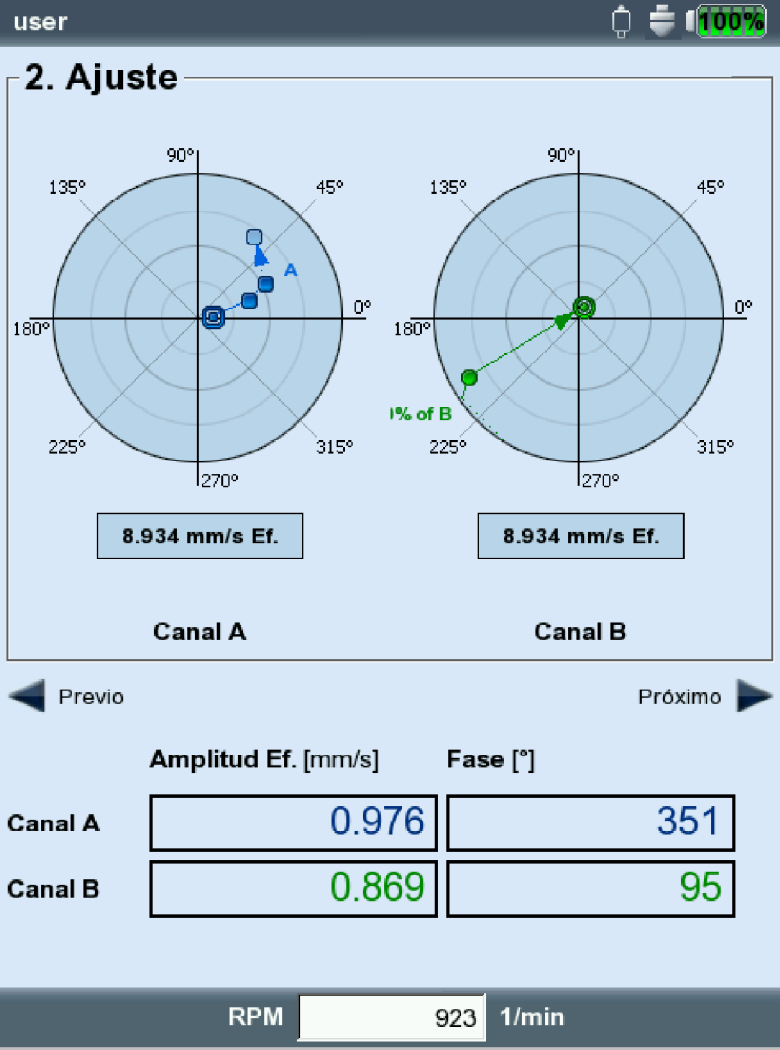 user
100%
2. Ajuste
90° 90°
135° 45° 135° 45°
A
0° 0°
180° 180°
% of B
225° 315° 225° 315°
270° 270°
8.934 mm/s Ef. 8.934 mm/s Ef.
Canal A Canal B
Previo Próximo
Amplitud Ef. [mm/s] Fase [°]
Canal A 0.976 351
Canal B 0.869 95
RPM 923 1/min